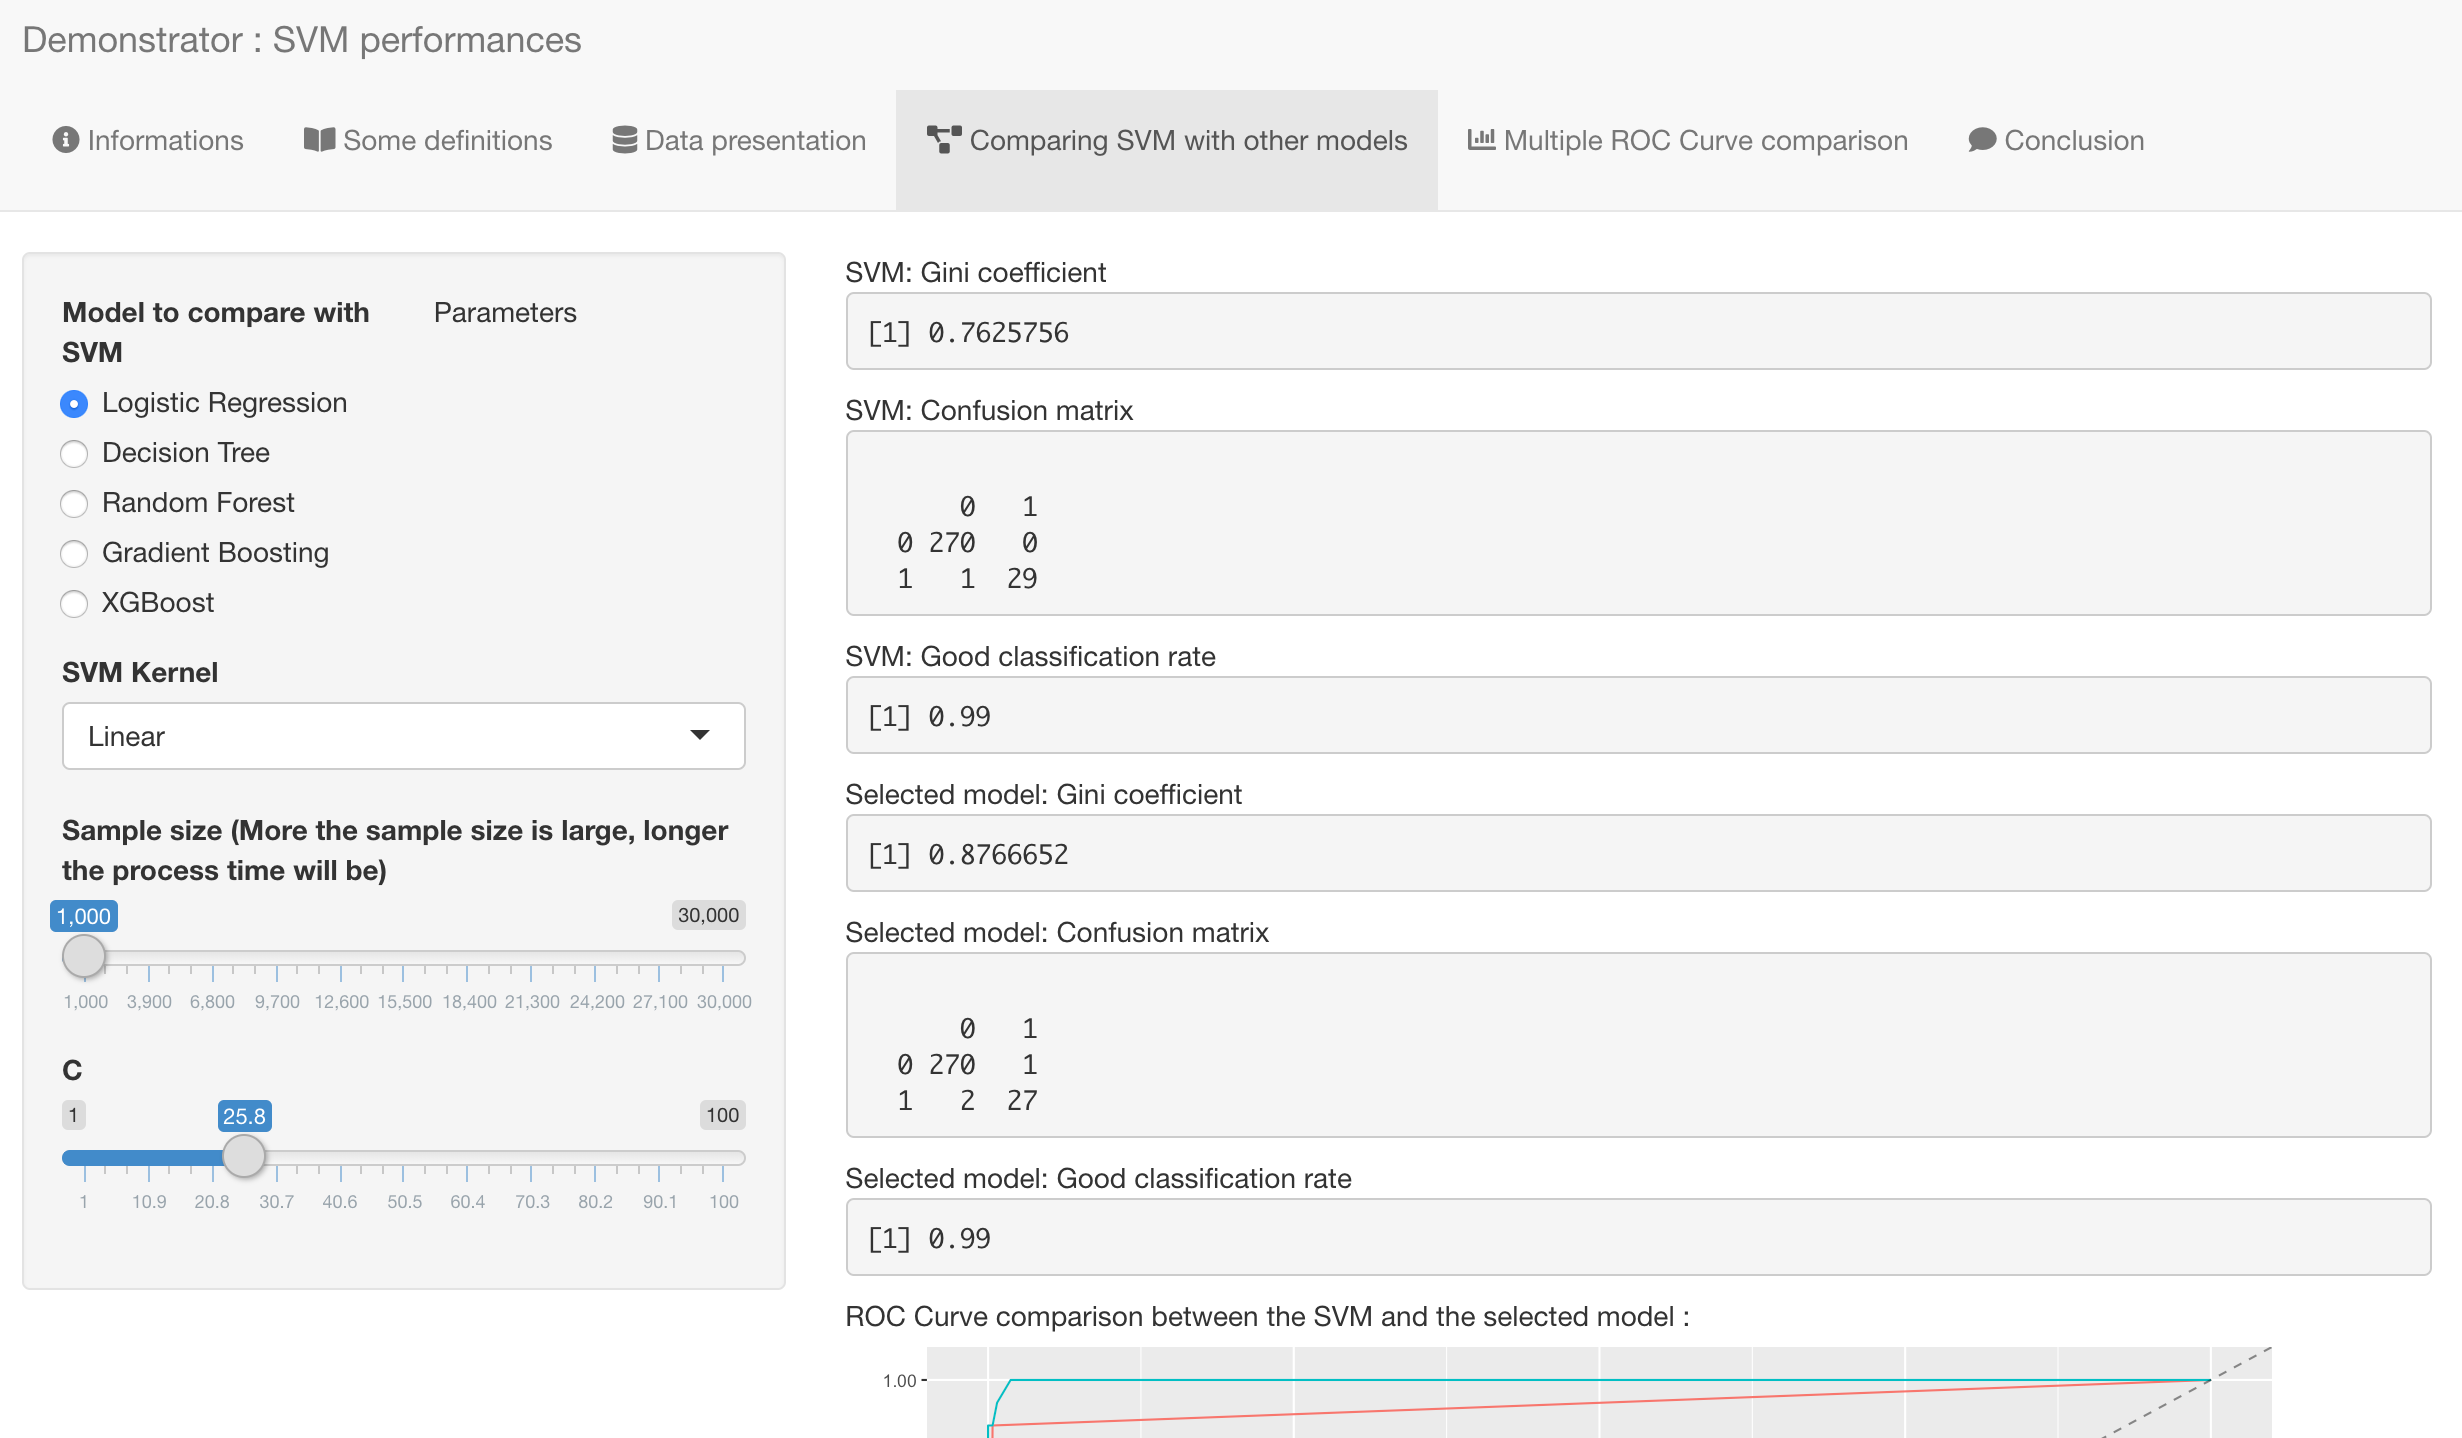 Demonstrator : SVM performances
Informations
Some definitions
Data presentation
Comparing SVM with other models
Multiple ROC Curve comparison
Conclusion
Model to compare with
SVM
Parameters
Logistic Regression
Decision Tree
Random Forest
Gradient Boosting
XGBoost
SVM Kernel
Linear
Sample size (More the sample size is large, longer
the process time will be)
1,000 30,000
1,000 3,900 6,800 9,700 12,600 15,500 18,400 21,300 24,200 27,100 30,000
C
1 25.8 100
1 10.9 20.8 30.7 40.6 50.5 60.4 70.3 80.2 90.1 100
SVM: Gini coefficient
[1] 0.7625756
SVM: Confusion matrix
0 1
0 270 0
1 1 29
SVM: Good classification rate
[1] 0.99
Selected model: Gini coefficient
[1] 0.8766652
Selected model: Confusion matrix
0 1
0 270 1
1 2 27
Selected model: Good classification rate
[1] 0.99
ROC Curve comparison between the SVM and the selected model :
1.00